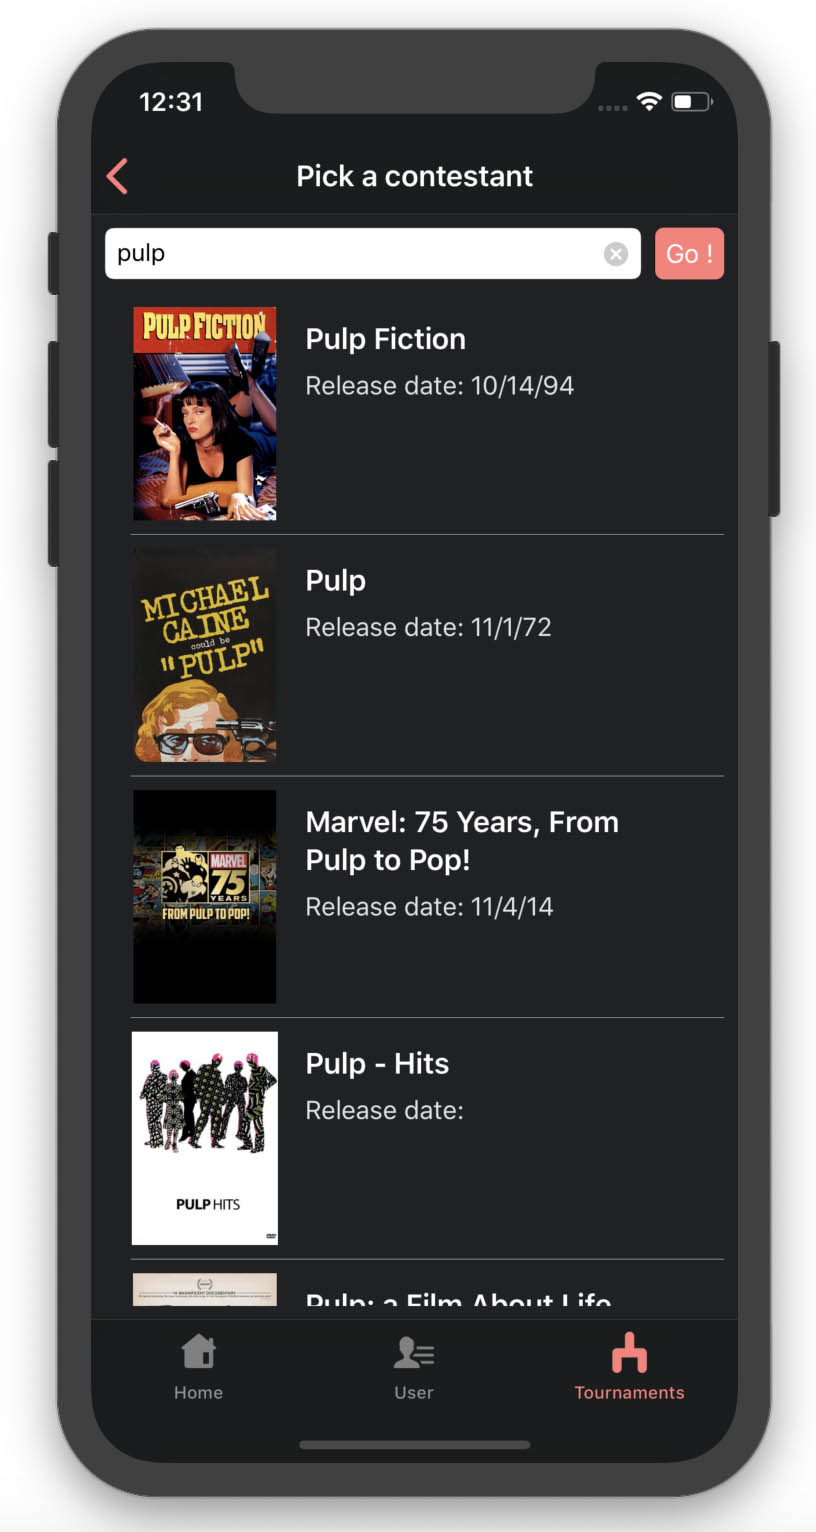 12:31
Pick a contestant
pulp
Go !
PULP FICTION
Pulp Fiction
Release date: 10/14/94
MICHAEL
CAINE
could be
"PULP"
Pulp
Release date: 11/1/72
MARVEL
75
YEARS
FROM PULP TO POP!
Marvel: 75 Years, From
Pulp to Pop!
Release date: 11/4/14
PULP HITS
Pulp - Hits
Release date:
Pulp: a Film About Life
Home
User
Tournaments